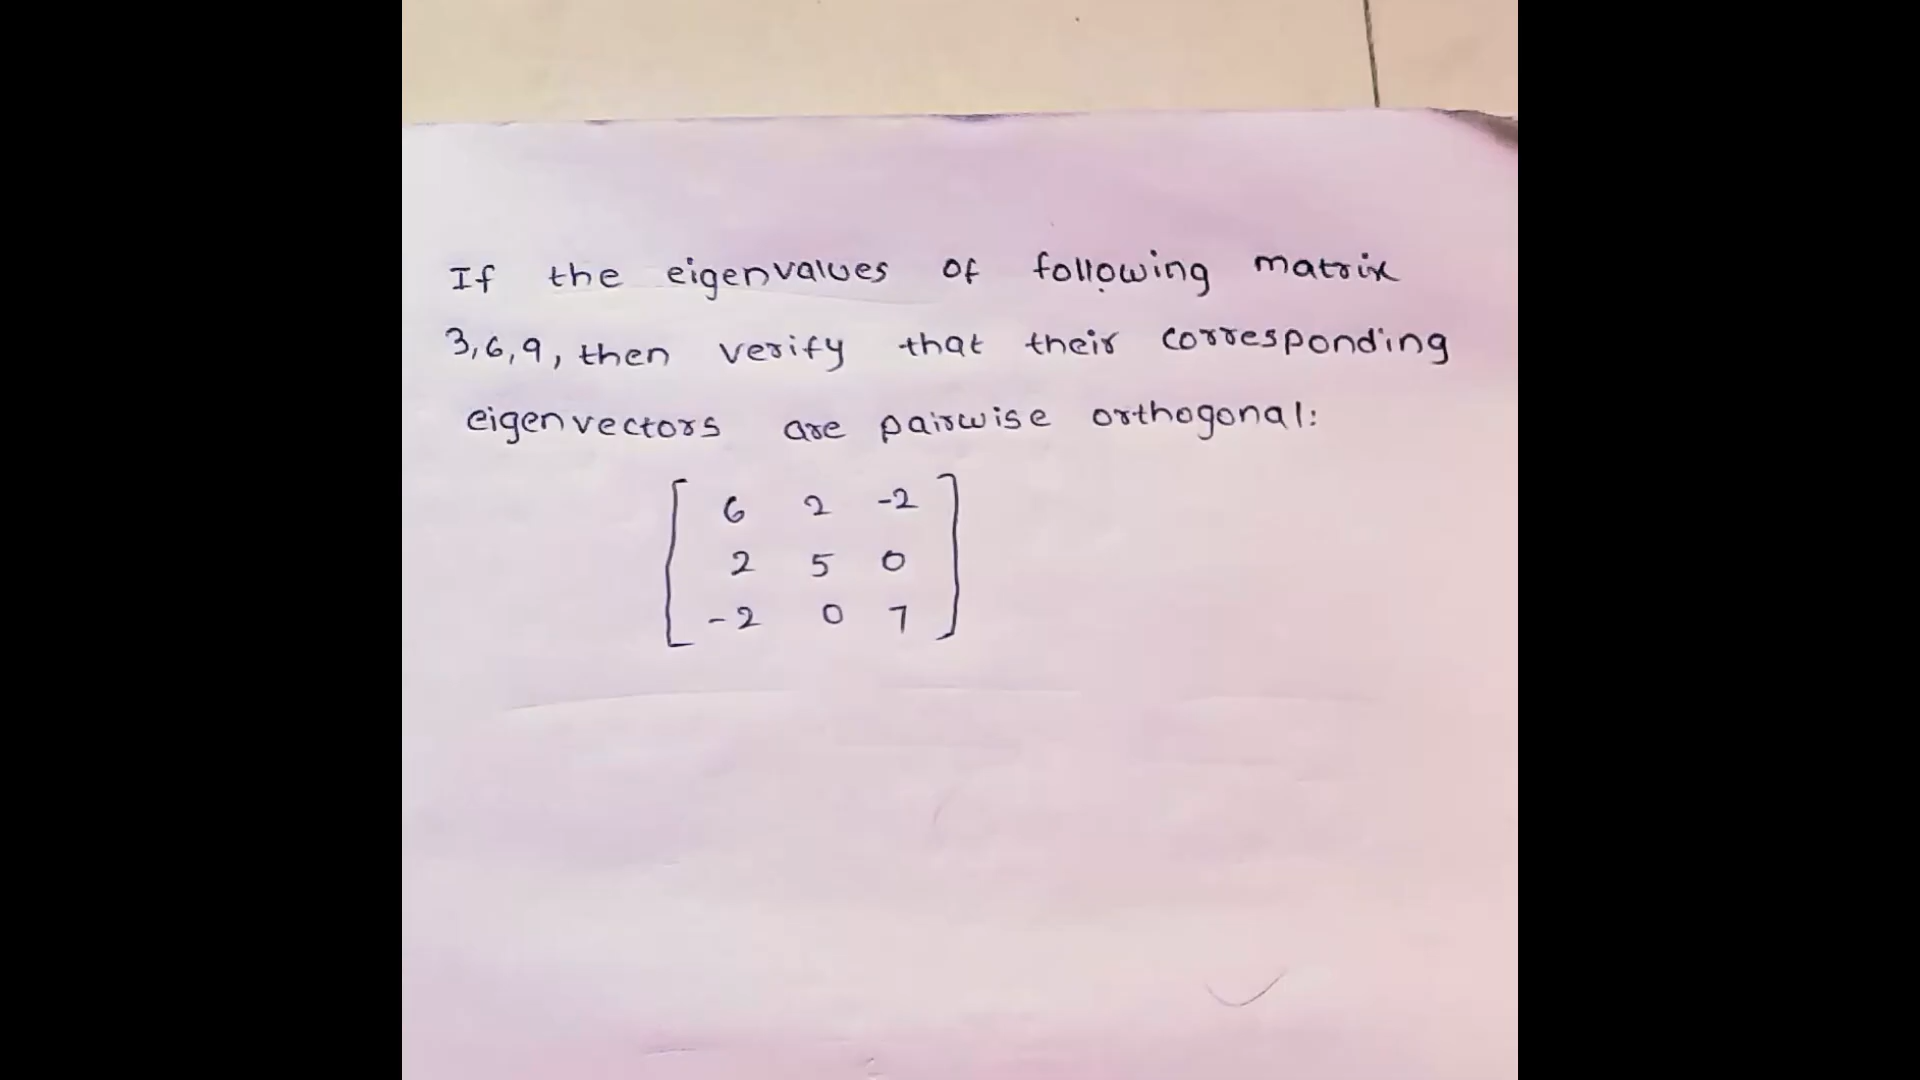 If the eigenvalues of following matrix
3,6,9, then verify that their corresponding
eigenvectors are pairwise orthogonal:
6 2 -2
2 5 0
-2 0 7